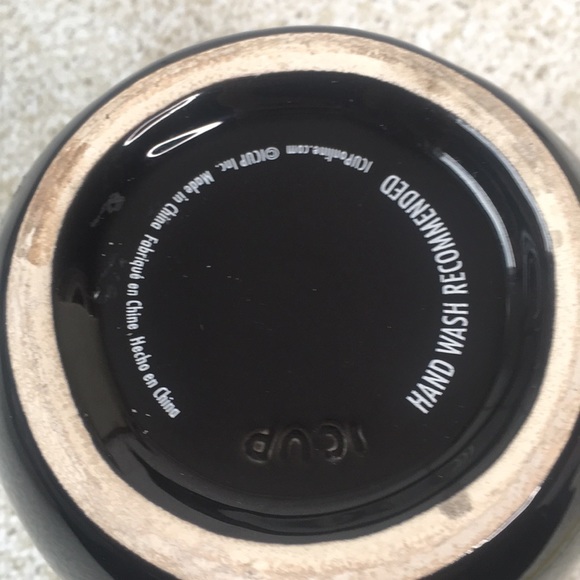 HAND WASH RECOMMENDED
ICUPonline.com ©ICUP Inc. Made in China Fabriqué en Chine, Hecho en China
ICUP